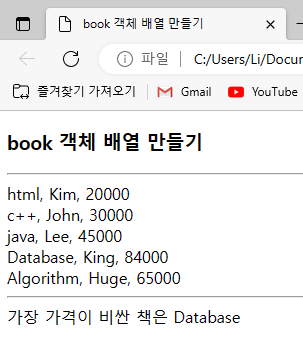 book 객체 배열 만들기
파일
C:/Users/Li/Docum
즐겨찾기 가져오기
Gmail
YouTube
book 객체 배열 만들기
html, Kim, 20000
c++, John, 30000
java, Lee, 45000
Database, King, 84000
Algorithm, Huge, 65000
가장 가격이 비싼 책은 Database